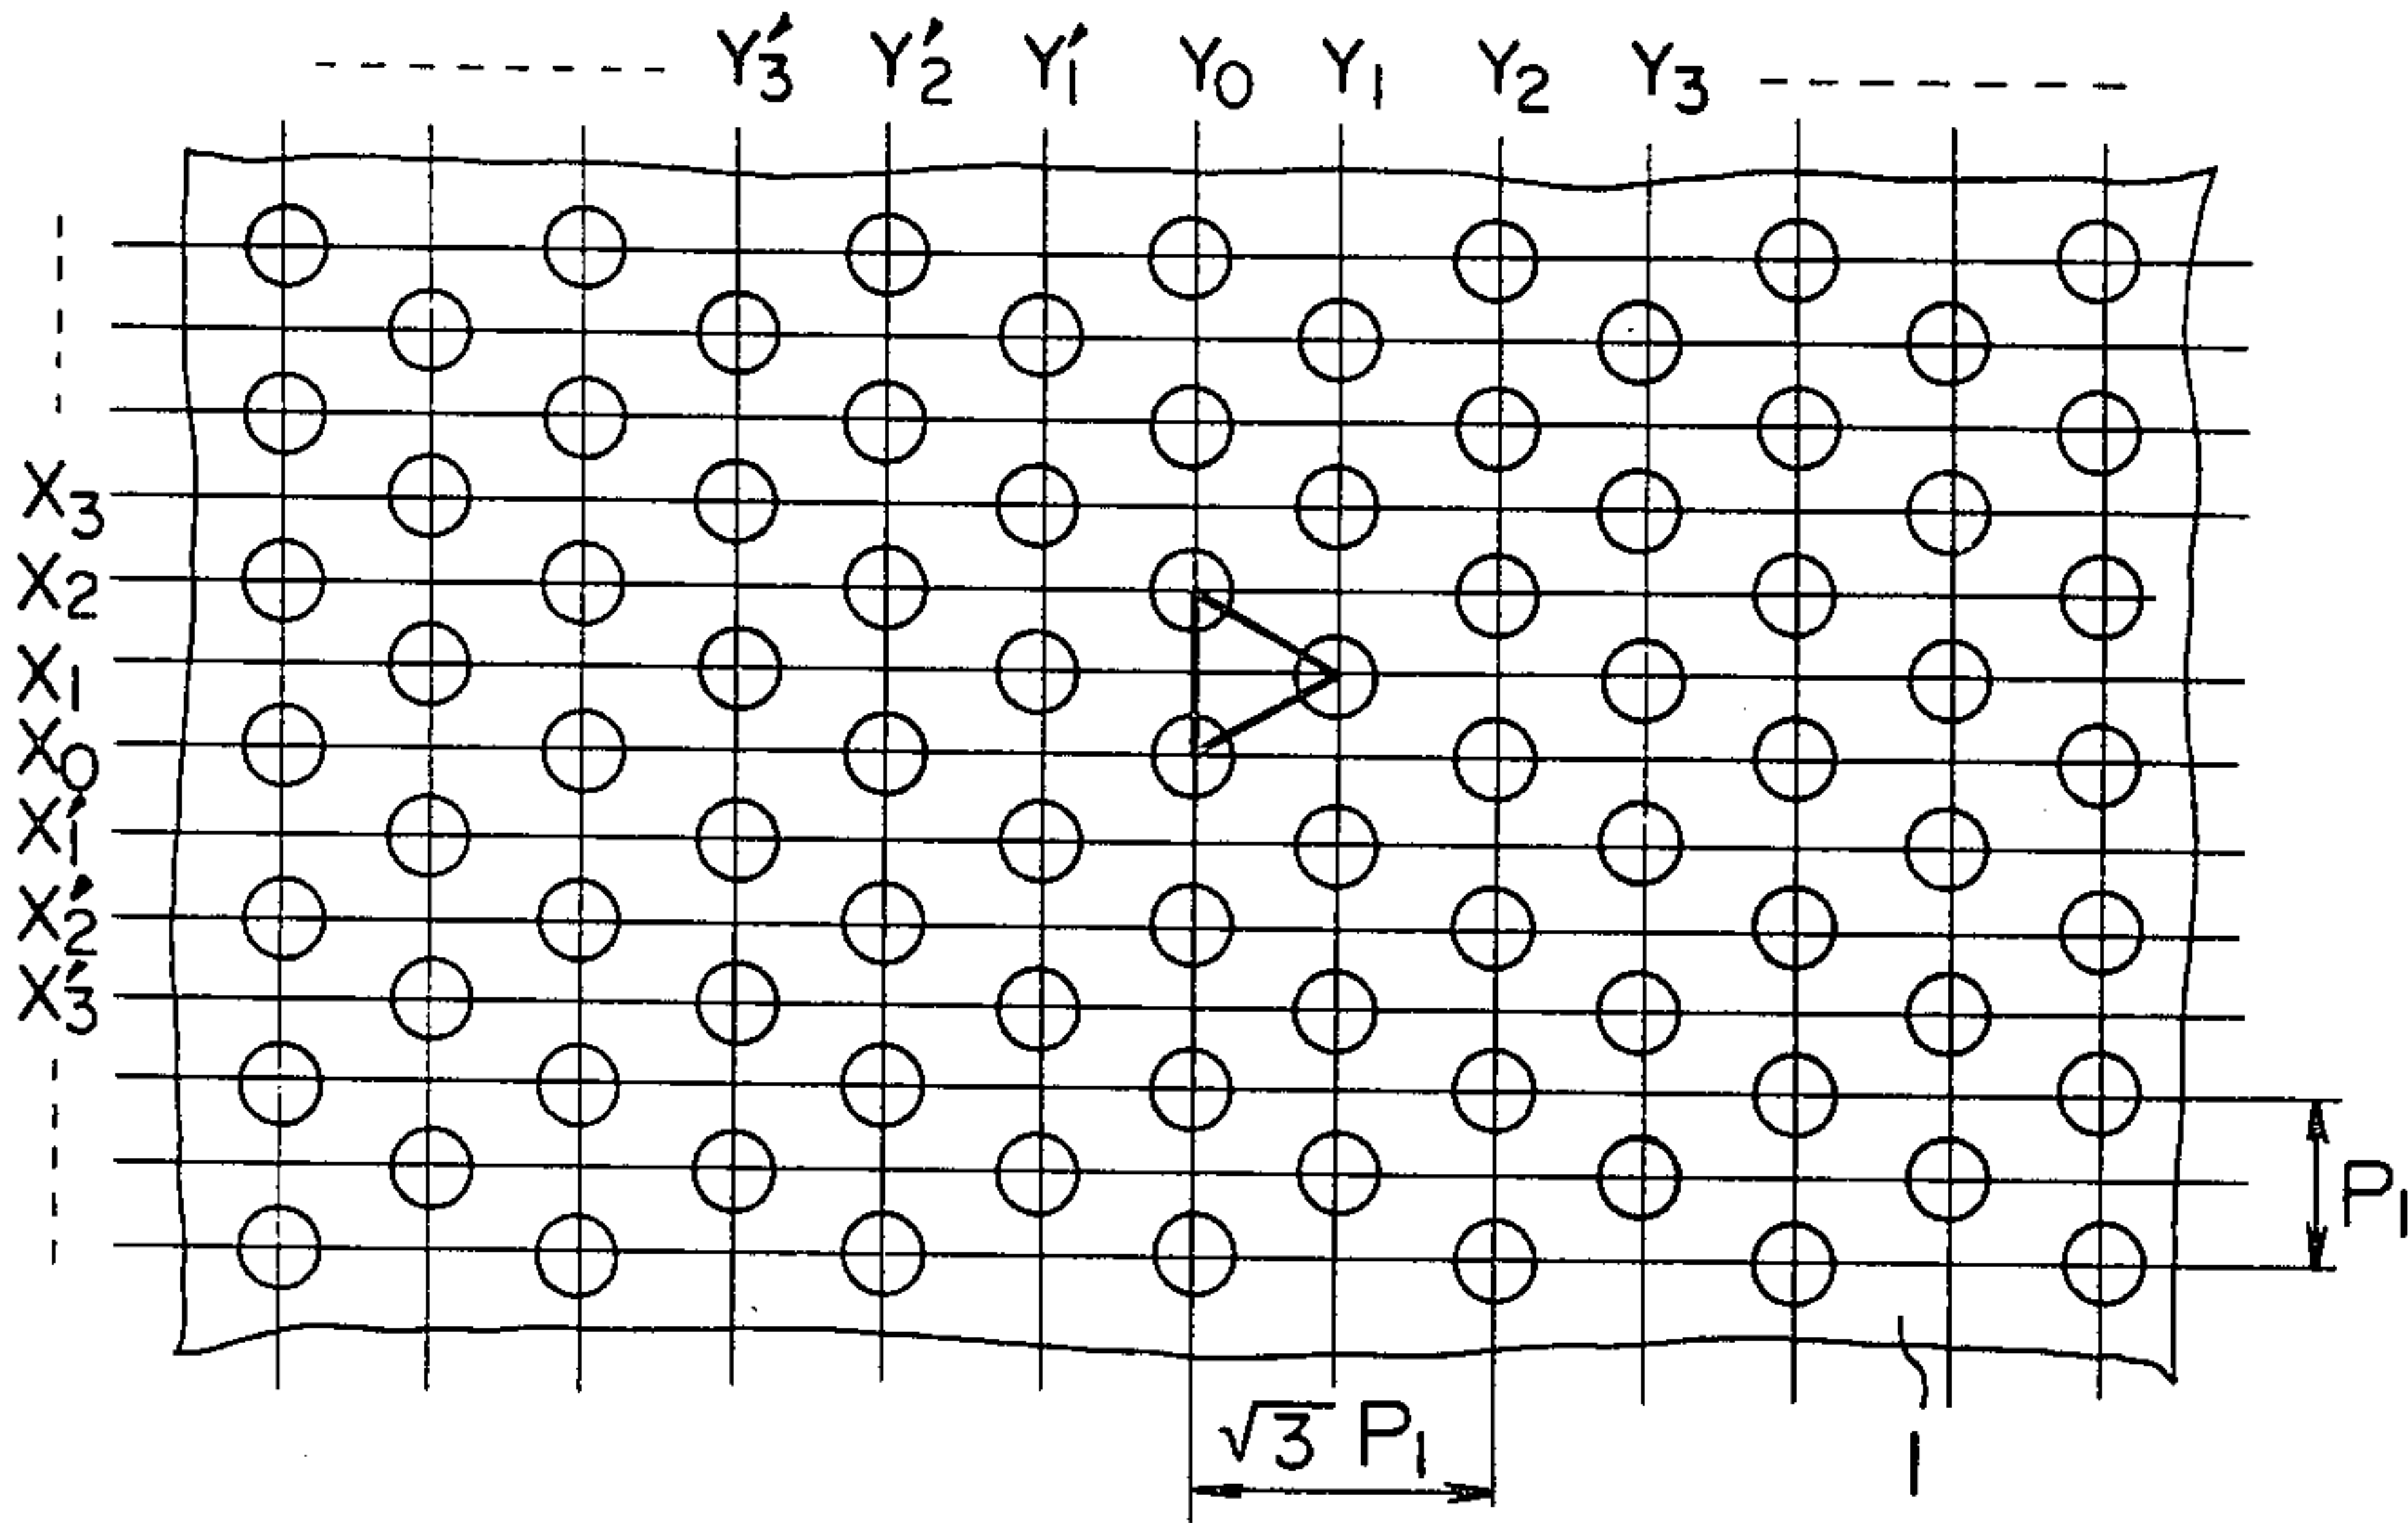 Y₃′ Y₂′ Y₁′ Y₀ Y₁ Y₂ Y₃
X₃
X₂
X₁
X₀
X₁′
X₂′
X₃′
P₁
√3 P₁
1